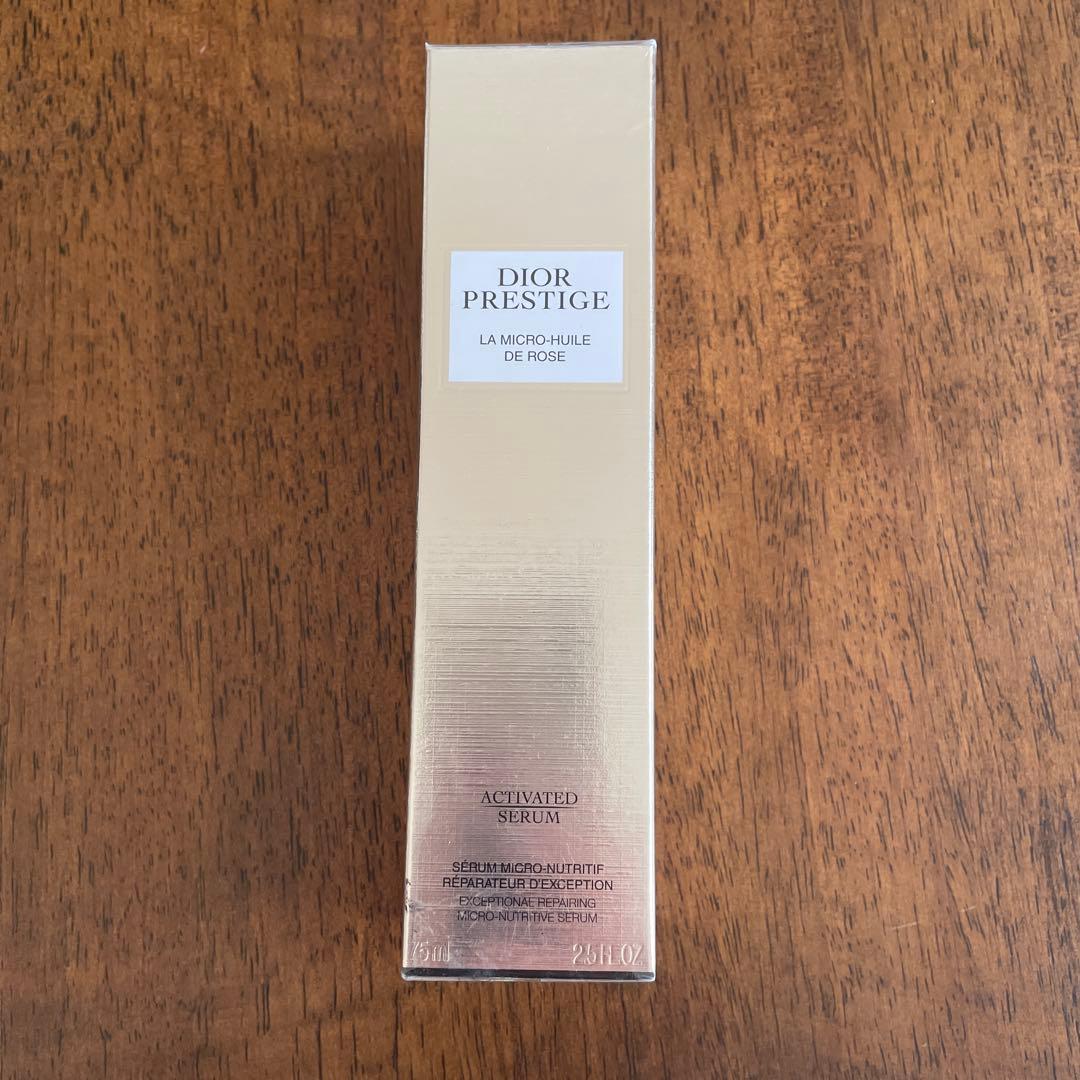 DIOR
PRESTIGE
LA MICRO-HUILE
DE ROSE
ACTIVATED
SERUM
SÉRUM MICRO-NUTRITIF
RÉPARATEUR D'EXCEPTION
EXCEPTIONAL REPAIRING
MICRO-NUTRITIVE SERUM
75ml 2.5 FL.OZ.